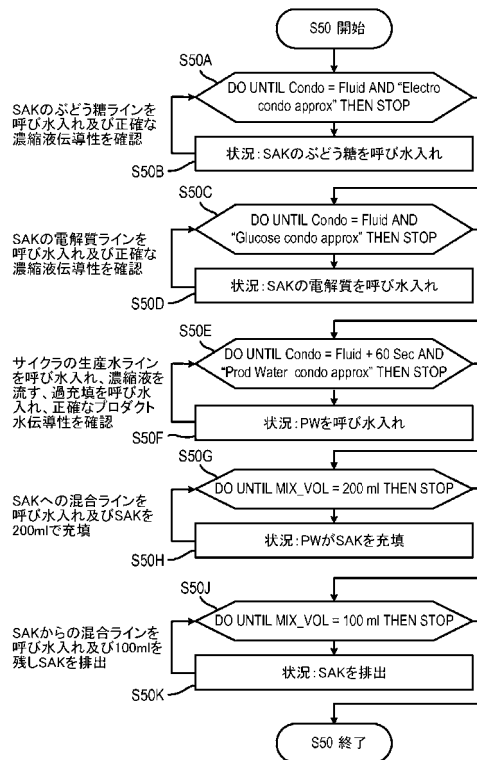 S50 開始
S50A
DO UNTIL Condo = Fluid AND “Electro
condo approx” THEN STOP
SAKのぶどう糖ラインを
呼び水入れ及び正確な
濃縮液伝導性を確認
状況:SAKのぶどう糖を呼び水入れ
S50B
S50C
DO UNTIL Condo = Fluid AND
“Glucose condo approx” THEN STOP
SAKの電解質ラインを
呼び水入れ及び正確な
濃縮液伝導性を確認
状況:SAKの電解質を呼び水入れ
S50D
S50E
DO UNTIL Condo = Fluid + 60 Sec AND
“Prod Water condo approx” THEN STOP
サイクラの生産水ライン
を呼び水入れ、濃縮液を
流す、過充填を呼び水
入れ、正確なプロダクト
水伝導性を確認
状況:PWを呼び水入れ
S50F
S50G
DO UNTIL MIX_VOL = 200 ml THEN STOP
SAKへの混合ラインを
呼び水入れ及びSAKを
200mlで充填
状況:PWがSAKを充填
S50H
S50J
DO UNTIL MIX_VOL = 100 ml THEN STOP
SAKからの混合ラインを
呼び水入れ及び100mlを
残しSAKを排出
状況:SAKを排出
S50K
S50 終了